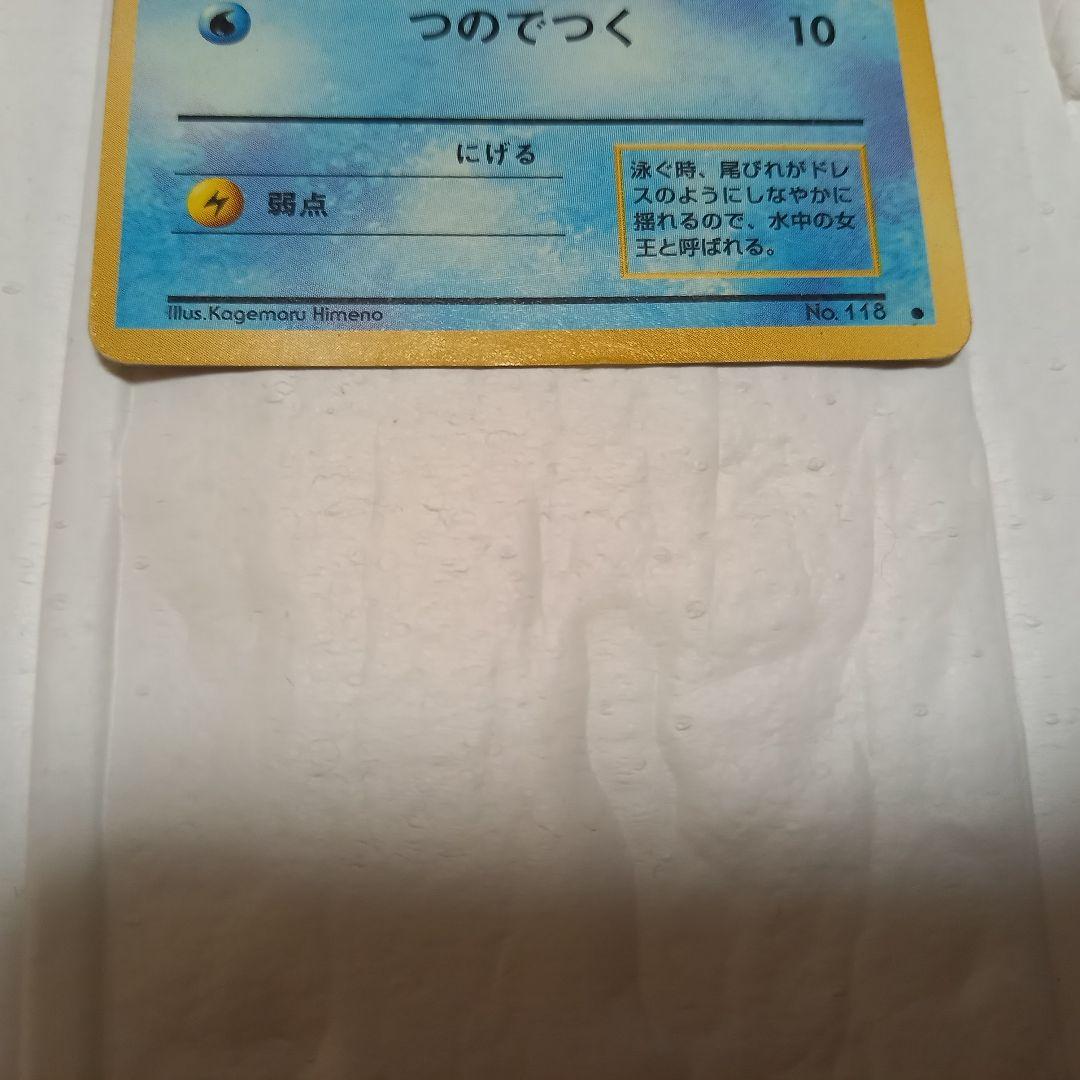 つのでつく 10
にげる
弱点
泳ぐ時、尾びれがドレ
スのようにしなやかに
揺れるので、水中の女
王と呼ばれる。
Illus.Kagemaru Himeno
No. 118